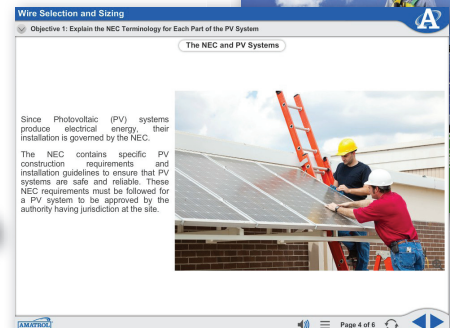 Wire Selection and Sizing
A
Objective 1: Explain the NEC Terminology for Each Part of the PV System
The NEC and PV Systems
Since Photovoltaic (PV) systems
produce electrical energy, their
installation is governed by the NEC.
The NEC contains specific PV
construction requirements and
installation guidelines to ensure that PV
systems are safe and reliable. These
NEC requirements must be followed for
a PV system to be approved by the
authority having jurisdiction at the site.
AMATROL
Page 4 of 6